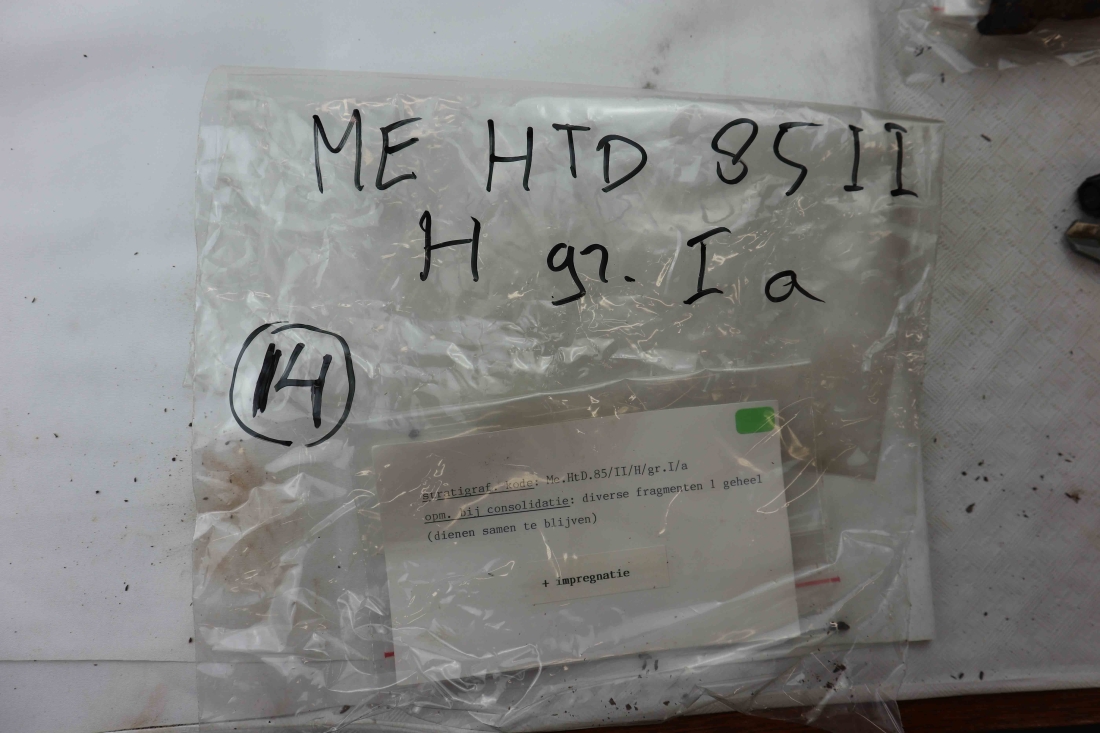 ME HTD 85 II
H gr. I a
14
stratigraf. kode: Me.HtD.85/II/H/gr.I/a
opm. bij consolidatie: diverse fragmenten 1 geheel
(dienen samen te blijven)
+ impregnatie